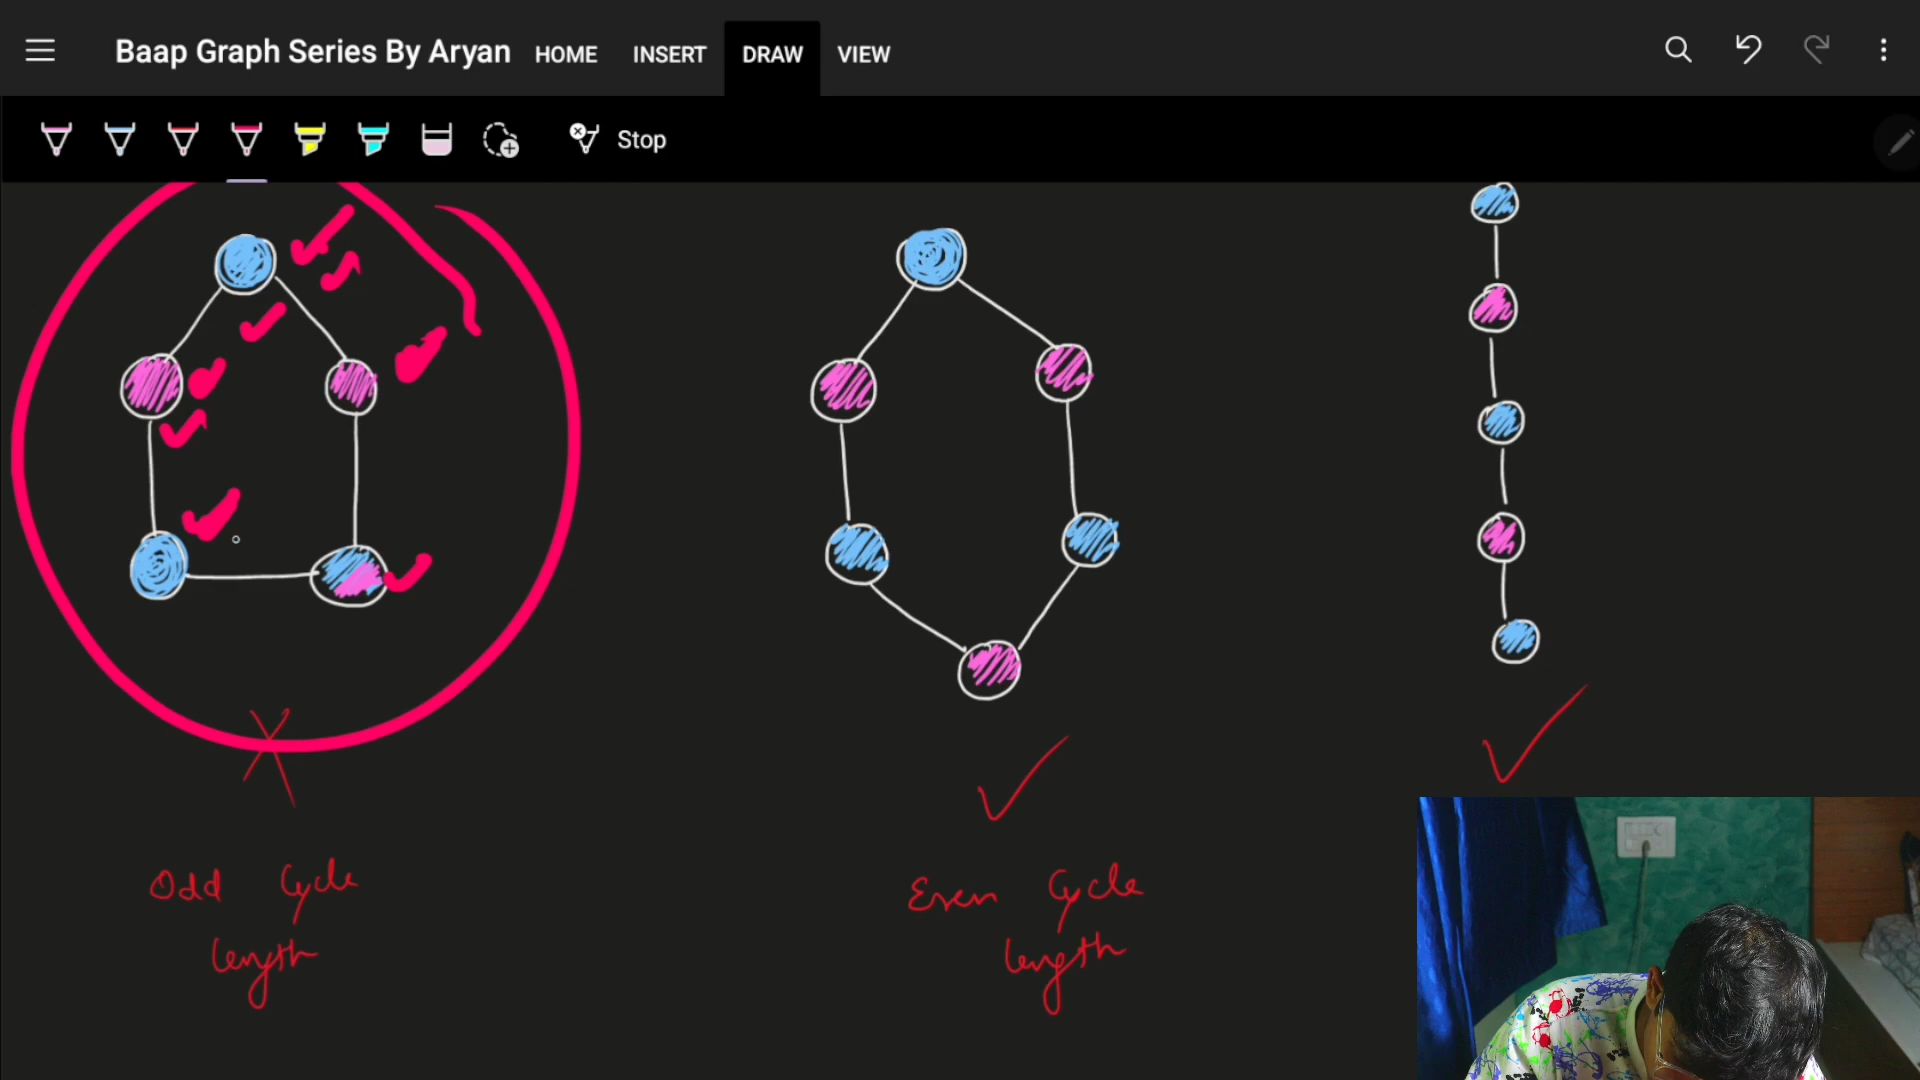 Baap Graph Series By Aryan HOME INSERT DRAW VIEW
Stop
Odd Cycle
length
Even Cycle
length